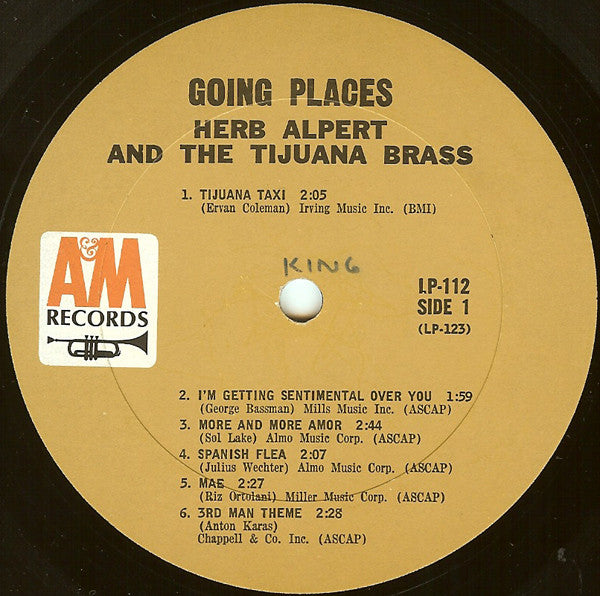 GOING PLACES
HERB ALPERT
AND THE TIJUANA BRASS
1. TIJUANA TAXI 2:05
(Ervan Coleman) Irving Music Inc. (BMI)
KING
A&M
RECORDS
LP-112
SIDE 1
(LP-123)
2. I'M GETTING SENTIMENTAL OVER YOU 1:59
(George Bassman) Mills Music Inc. (ASCAP)
3. MORE AND MORE AMOR 2:44
(Sol Lake) Almo Music Corp. (ASCAP)
4. SPANISH FLEA 2:07
(Julius Wechter) Almo Music Corp. (ASCAP)
5. MAE 2:27
(Riz Ortolani) Miller Music Corp. (ASCAP)
6. 3RD MAN THEME 2:28
(Anton Karas)
Chappell & Co. Inc. (ASCAP)